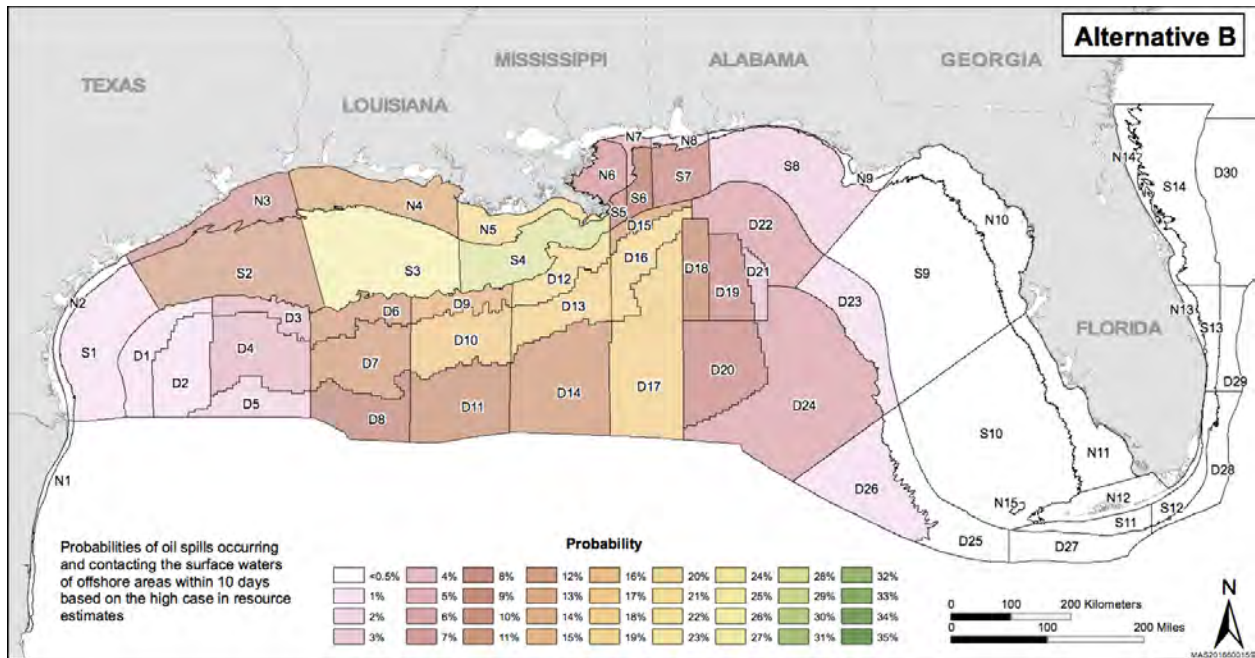 Alternative B
TEXAS
LOUISIANA
MISSISSIPPI
ALABAMA
GEORGIA
FLORIDA
N7
N8
N14
D30
N6
S8
N9
S14
S7
N3
S6
N4
S5
N10
D15
D22
N5
S4
D16
S2
S3
D12
D18
D21
S9
D19
D23
N2
D9
D13
N13
D3
D6
S13
S1
D1
D4
D10
D2
D7
D20
D29
D5
D8
D11
D14
D17
D24
S10
N11
D28
N1
D26
N15
N12
S12
S11
D25
D27
Probabilities of oil spills occurring
and contacting the surface waters
of offshore areas within 10 days
based on the high case in resource
estimates
Probability
<0.5% 4% 8% 12% 16% 20% 24% 28% 32%
1% 5% 9% 13% 17% 21% 25% 29% 33%
2% 6% 10% 14% 18% 22% 26% 30% 34%
3% 7% 11% 15% 19% 23% 27% 31% 35%
N
0 100 200 Kilometers
0 100 200 Miles